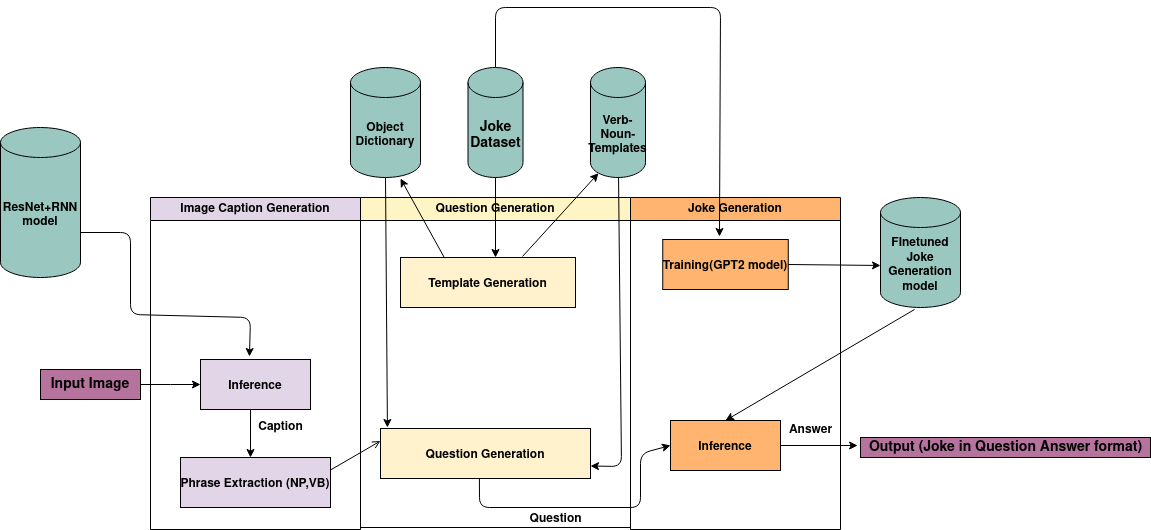 Object
Dictionary
Joke
Dataset
Verb-
Noun-
Templates
ResNet+RNN
model
Image Caption Generation
Question Generation
Joke Generation
FInetuned
Joke
Generation
model
Training(GPT2 model)
Template Generation
Input Image
Inference
Caption
Phrase Extraction (NP,VB)
Question Generation
Question
Inference
Answer
Output (Joke in Question Answer format)